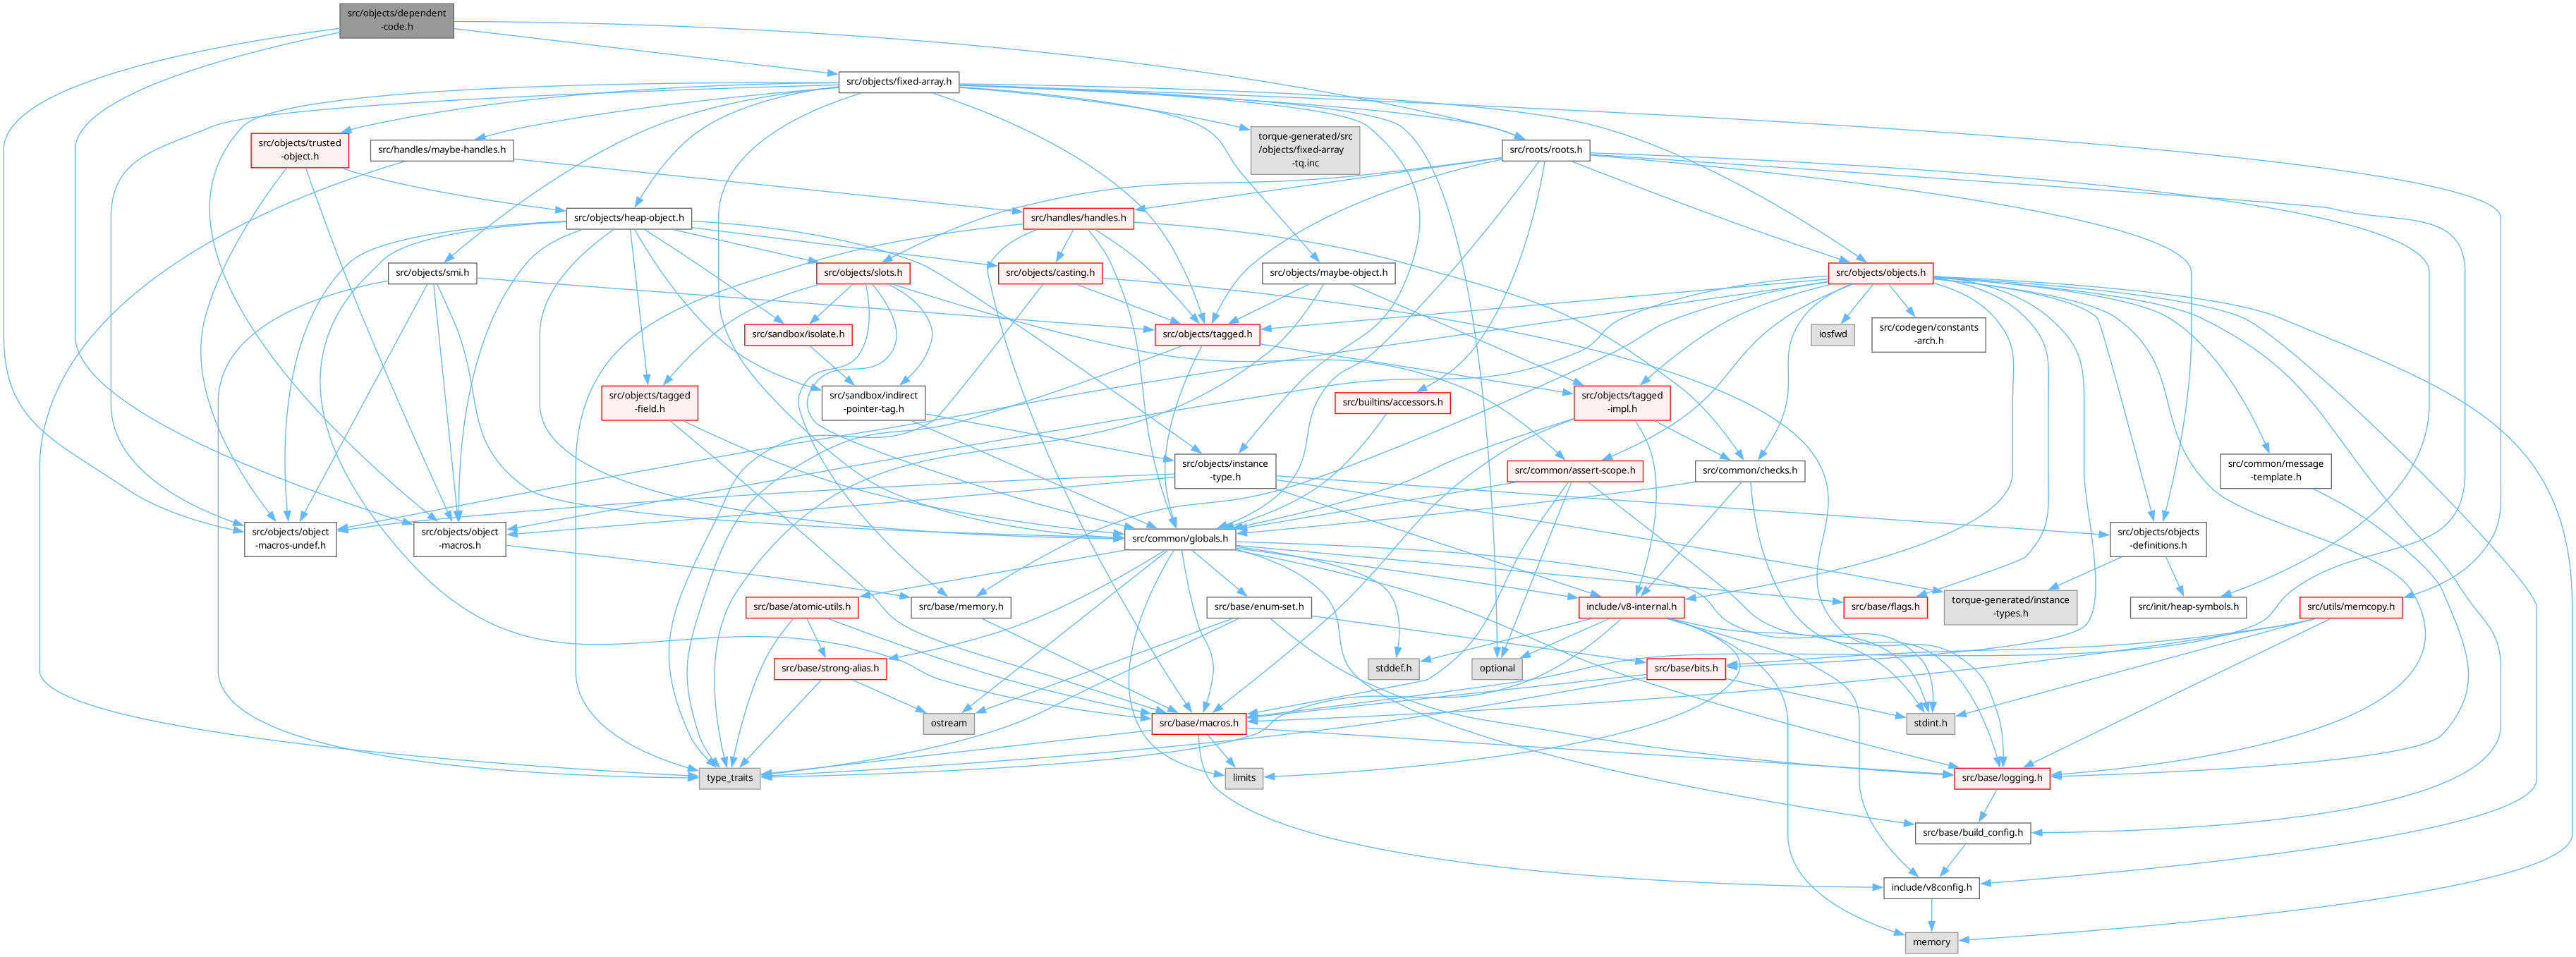 src/objects/dependent
-code.h
src/objects/fixed-array.h
src/objects/trusted
-object.h
src/handles/maybe-handles.h
torque-generated/src
/objects/fixed-array
-tq.inc
src/roots/roots.h
src/objects/heap-object.h
src/handles/handles.h
src/objects/smi.h
src/objects/slots.h
src/objects/casting.h
src/objects/maybe-object.h
src/objects/objects.h
src/sandbox/isolate.h
src/objects/tagged.h
iosfwd
src/codegen/constants
-arch.h
src/objects/tagged
-field.h
src/sandbox/indirect
-pointer-tag.h
src/builtins/accessors.h
src/objects/tagged
-impl.h
src/objects/instance
-type.h
src/common/assert-scope.h
src/common/checks.h
src/common/message
-template.h
src/objects/object
-macros-undef.h
src/objects/object
-macros.h
src/common/globals.h
src/objects/objects
-definitions.h
src/base/atomic-utils.h
src/base/memory.h
src/base/enum-set.h
include/v8-internal.h
src/base/flags.h
torque-generated/instance
-types.h
src/init/heap-symbols.h
src/utils/memcopy.h
src/base/strong-alias.h
stddef.h
optional
src/base/bits.h
ostream
src/base/macros.h
stdint.h
type_traits
limits
src/base/logging.h
src/base/build_config.h
include/v8config.h
memory